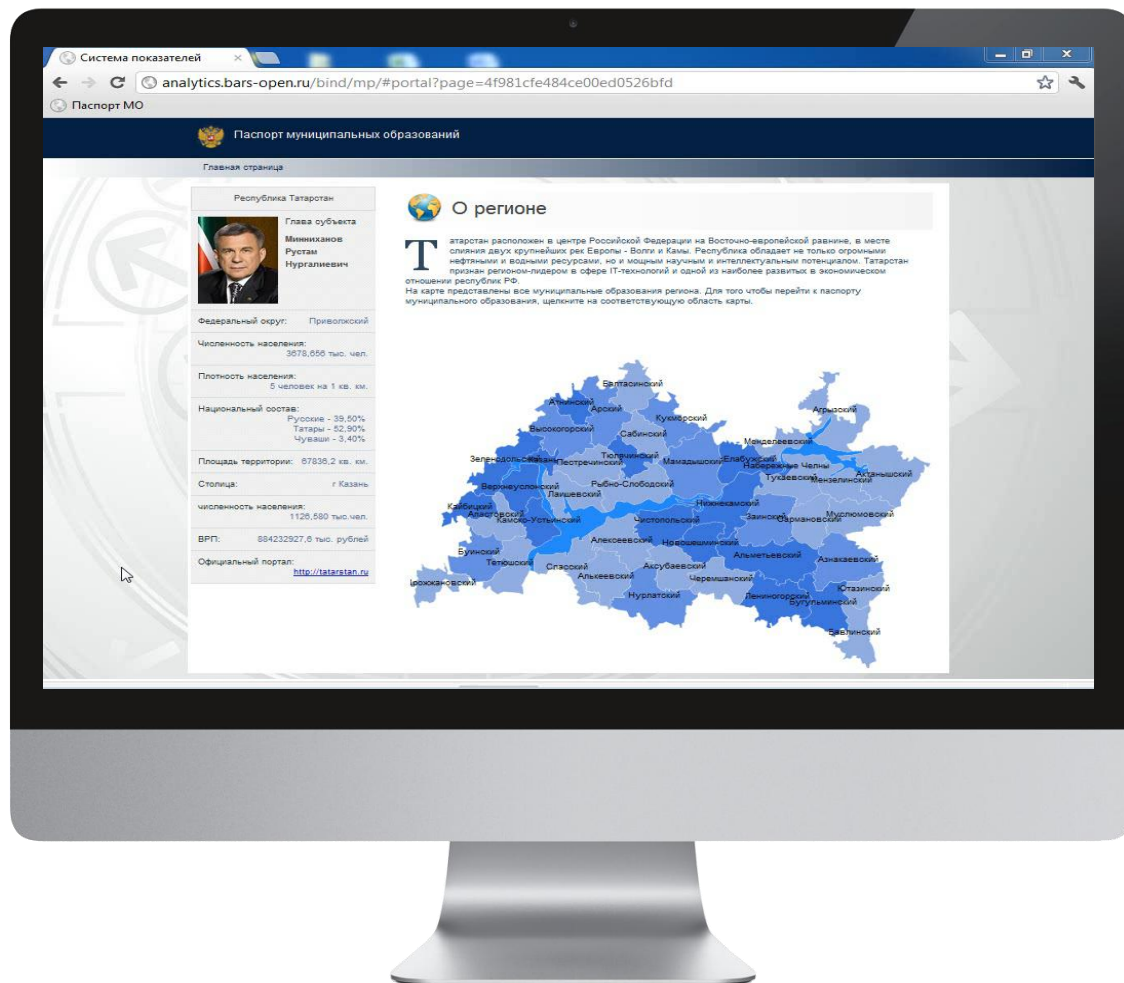 Система показателей
analytics.bars-open.ru/bind/mp/#portal?page=4f981cfe484ce00ed0526bfd
Паспорт МО
Паспорт муниципальных образований
Главная страница
Республика Татарстан
Глава субъекта
Минниханов
Рустам
Нургалиевич
Федеральный округ: Приволжский
Численность населения:
3678,656 тыс. чел.
Плотность населения:
5 человек на 1 кв. км.
Национальный состав:
Русские - 39,50%
Татары - 52,90%
Чуваши - 3,40%
Площадь территории: 67836,2 кв. км.
Столица: г Казань
численность населения:
1126,580 тыс.чел.
ВРП: 884232927,6 тыс. рублей
Официальный портал:
http://tatarstan.ru
О регионе
Татарстан расположен в центре Российской Федерации на Восточно-европейской равнине, в месте
слияния двух крупнейших рек Европы - Волги и Камы. Республика обладает не только огромными
нефтяными и водными ресурсами, но и мощным научным и интеллектуальным потенциалом. Татарстан
признан регионом-лидером в сфере IT-технологий и одной из наиболее развитых в экономическом
отношении республик РФ.
На карте представлены все муниципальные образования региона. Для того чтобы перейти к паспорту
муниципального образования, щелкните на соответствующую область карты.
Балтасинский
Атнинский
Арский
Кукморский
Агрызский
Высокогорский
Сабинский
Менделеевский
Тюлячинский
Пестречинский
Мамадышский
Елабужский
Набережные Челны
Актанышский
Тукаевский
Мензелинский
Верхнеуслонский
Рыбно-Слободский
Лаишевский
Нижнекамский
Кайбицкий
Апастовский
Камско-Устьинский
Чистопольский
Заинский
Сармановский
Муслюмовский
Алексеевский
Новошешминский
Буинский
Тетюшский
Спасский
Альметьевский
Азнакаевский
Алькеевский
Аксубаевский
Черемшанский
Ютазинский
Нурлатский
Лениногорский
Бугульминский
Бавлинский